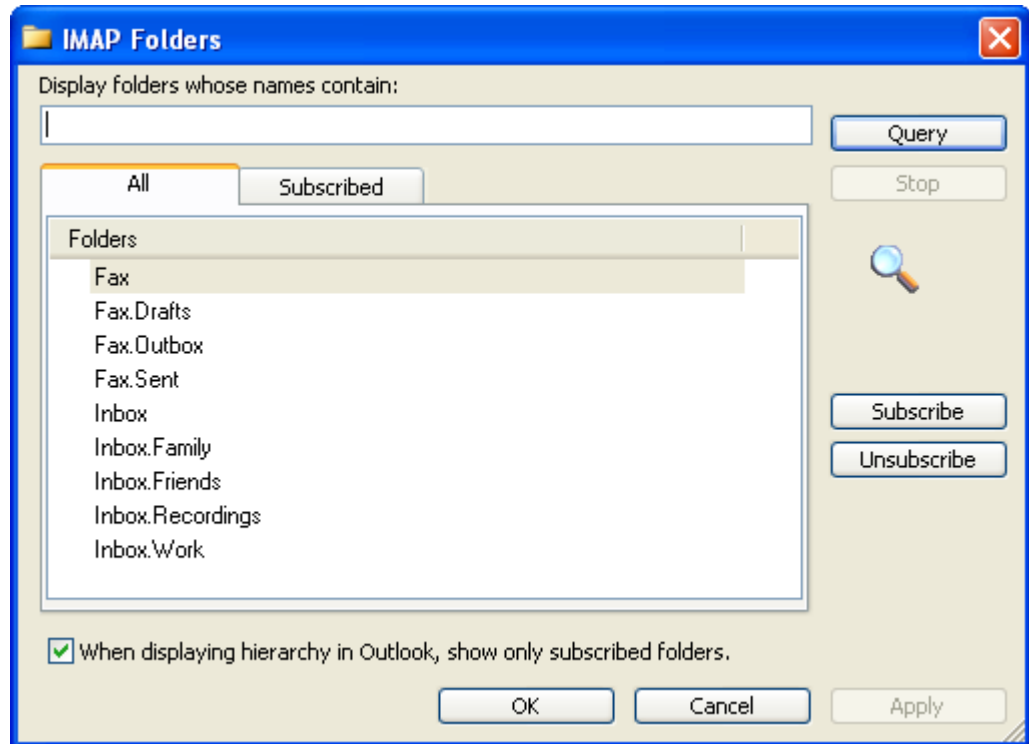 IMAP Folders
Display folders whose names contain:
Query
All
Subscribed
Stop
Folders
Fax
Fax.Drafts
Fax.Outbox
Fax.Sent
Inbox
Inbox.Family
Inbox.Friends
Inbox.Recordings
Inbox.Work
Subscribe
Unsubscribe
When displaying hierarchy in Outlook, show only subscribed folders.
OK
Cancel
Apply